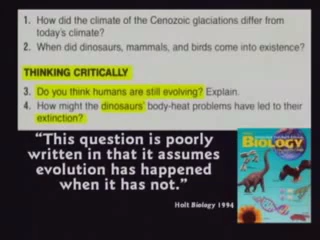 1. How did the climate of the Cenozoic glaciations differ from
today's climate?
2. When did dinosaurs, mammals, and birds come into existence?
THINKING CRITICALLY
3. Do you think humans are still evolving? Explain.
4. How might the dinosaurs' body-heat problems have led to their
extinction?
"This question is poorly
written in that it assumes
evolution has happened
when it has not."
Holt Biology 1994
BIOLOGY